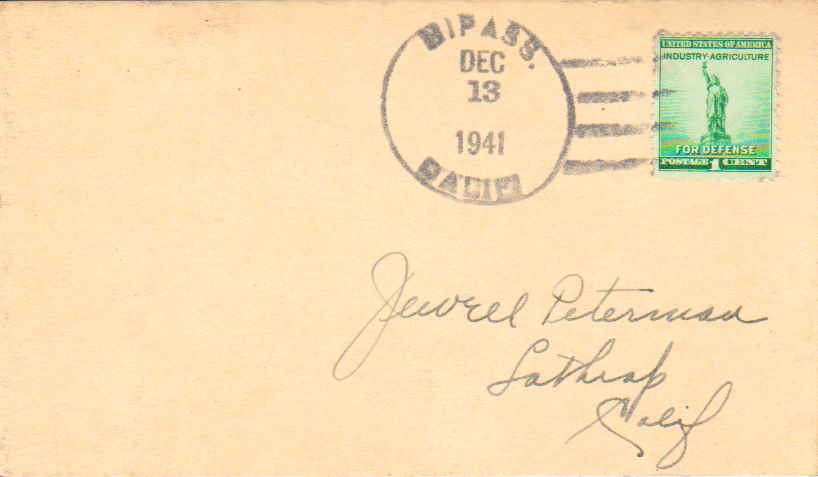 BIPASS.
DEC
13
1941
CALIF.
UNITED STATES OF AMERICA
INDUSTRY·AGRICULTURE
FOR DEFENSE
POSTAGE 1 CENT
Jewel Peterman
Lathrop
Calif